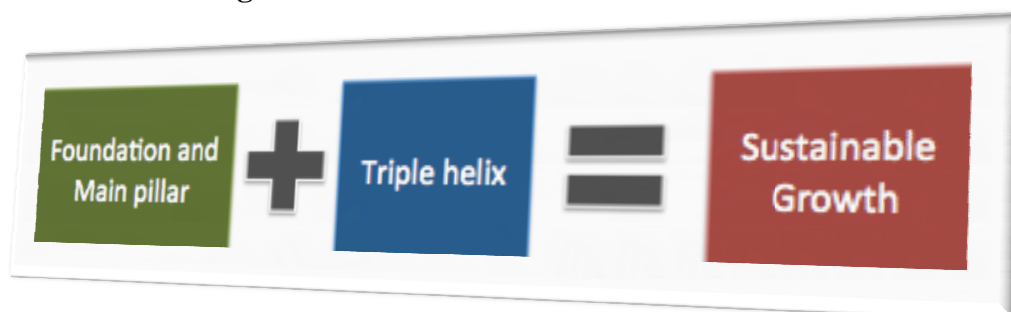 g
Foundation and
Main pillar
Triple helix
Sustainable
Growth